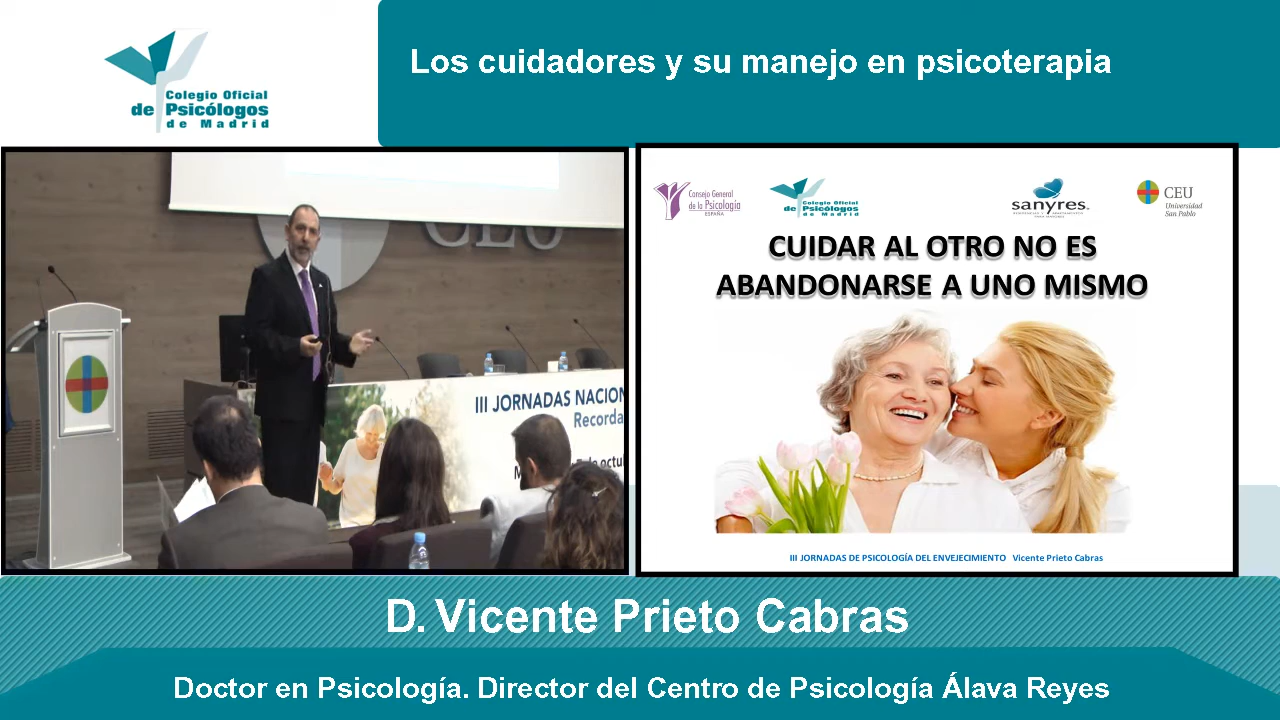 Colegio Oficial
de Psicólogos
de Madrid
Los cuidadores y su manejo en psicoterapia
CEU
III JORNADAS NACION
Recorda
Consejo General
de la Psicología
ESPAÑA
Colegio Oficial
de Psicólogos
de Madrid
sanyres
CEU
Universidad
San Pablo
CUIDAR AL OTRO NO ES
ABANDONARSE A UNO MISMO
III JORNADAS DE PSICOLOGÍA DEL ENVEJECIMIENTO Vicente Prieto Cabras
D. Vicente Prieto Cabras
Doctor en Psicología. Director del Centro de Psicología Álava Reyes